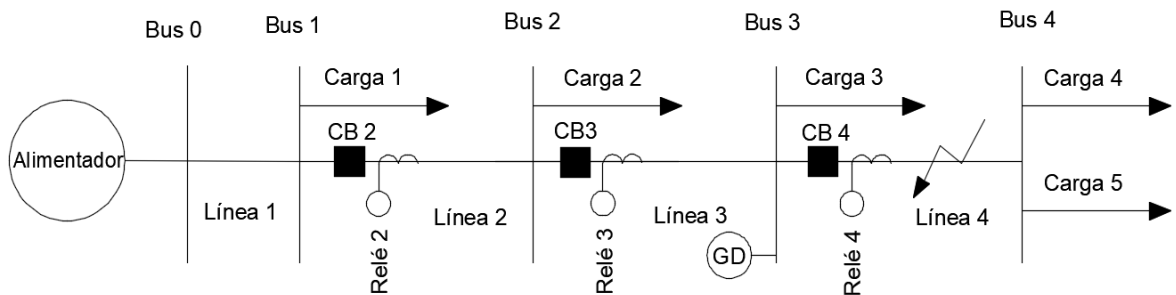 Bus 0
Bus 1
Bus 2
Bus 3
Bus 4
Carga 1
Carga 2
Carga 3
Carga 4
CB 2
CB3
CB 4
Alimentador
Carga 5
Línea 1
Línea 2
Línea 3
Línea 4
GD
Relé 2
Relé 3
Relé 4